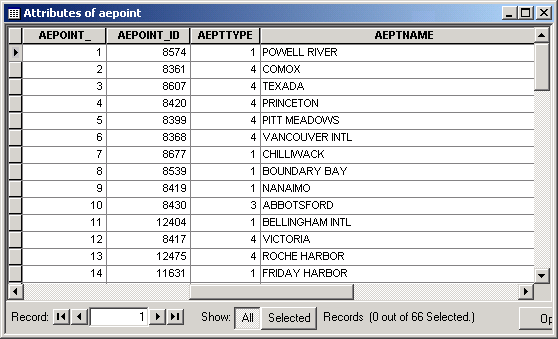 Attributes of aepoint
AEPOINT_ AEPOINT_ID AEPTTYPE AEPTNAME
1 8574 1 POWELL RIVER
2 8361 4 COMOX
3 8607 4 TEXADA
4 8420 4 PRINCETON
5 8399 4 PITT MEADOWS
6 8368 4 VANCOUVER INTL
7 8677 1 CHILLIWACK
8 8539 1 BOUNDARY BAY
9 8419 1 NANAIMO
10 8430 3 ABBOTSFORD
11 12404 1 BELLINGHAM INTL
12 8417 4 VICTORIA
13 12475 4 ROCHE HARBOR
14 11631 1 FRIDAY HARBOR
Record: 1 Show: All Selected Records (0 out of 66 Selected.) Op